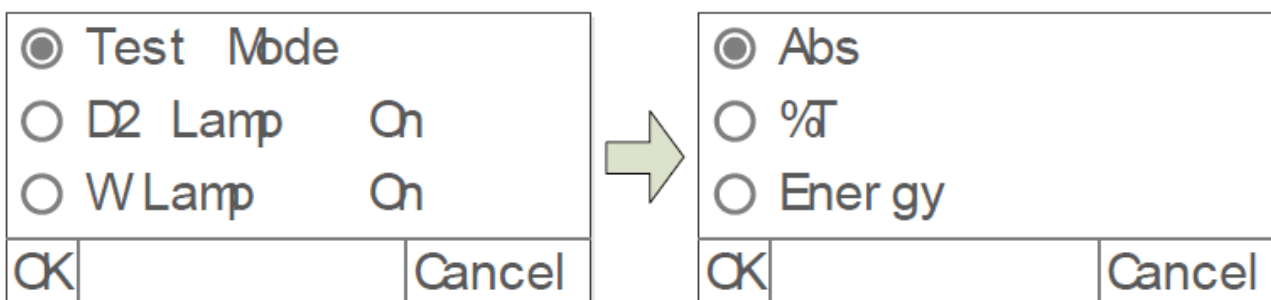 Test Mode
D2 Lamp On
W Lamp On
OK Cancel
Abs
%T
Energy
OK Cancel